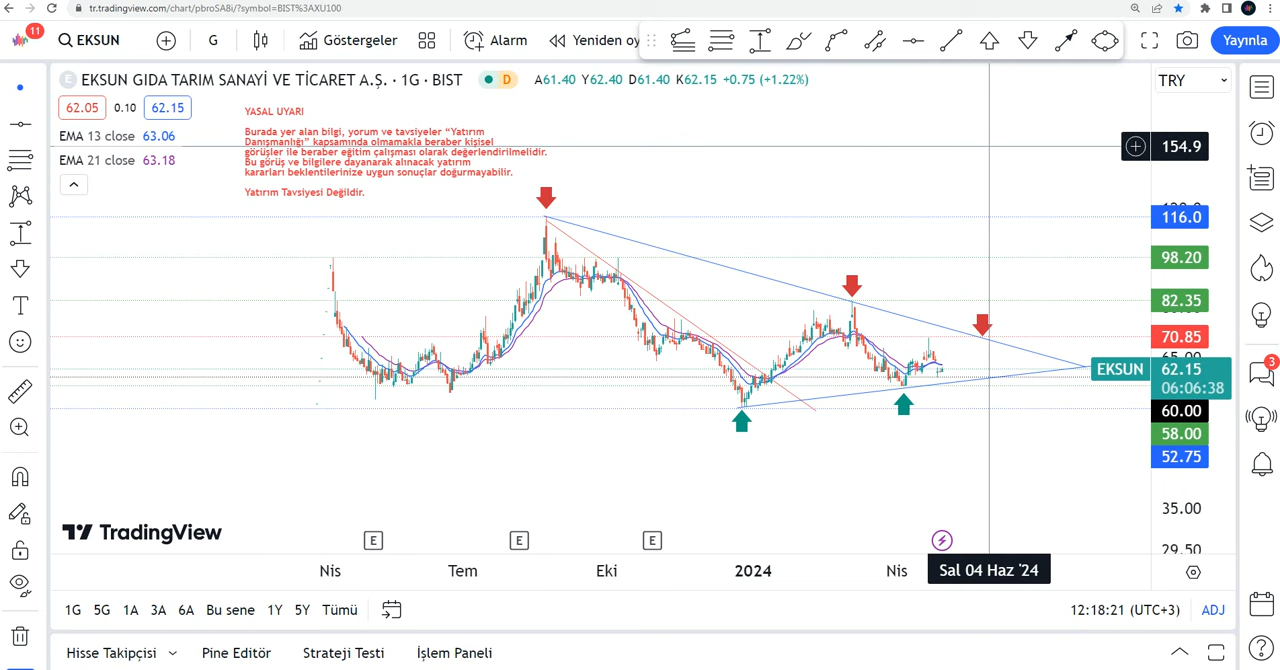 tr.tradingview.com/chart/pbroSA8i/?symbol=BIST%3AXU100
11
EKSUN
G
Göstergeler
Alarm
Yeniden oy
Yayınla
E
EKSUN GIDA TARIM SANAYİ VE TİCARET A.Ş. · 1G · BIST
D
A61.40 Y62.40 D61.40 K62.15 +0.75 (+1.22%)
TRY
62.05
0.10
62.15
YASAL UYARI
EMA 13 close 63.06
Burada yer alan bilgi, yorum ve tavsiyeler “Yatırım
Danışmanlığı” kapsamında olmamakla beraber kişisel
görüşler ile beraber eğitim çalışması olarak değerlendirilmelidir.
Bu görüş ve bilgilere dayanarak alınacak yatırım
kararları beklentilerinize uygun sonuçlar doğurmayabilir.
EMA 21 close 63.18
Yatırım Tavsiyesi Değildir.
154.9
116.0
98.20
82.35
70.85
65.00
EKSUN
62.15
06:06:38
60.00
58.00
52.75
35.00
29.50
3
TradingView
E
E
E
Nis
Tem
Eki
2024
Nis
Sal 04 Haz '24
1G
5G
1A
3A
6A
Bu sene
1Y
5Y
Tümü
12:18:21 (UTC+3)
ADJ
Hisse Takipçisi
Pine Editör
Strateji Testi
İşlem Paneli